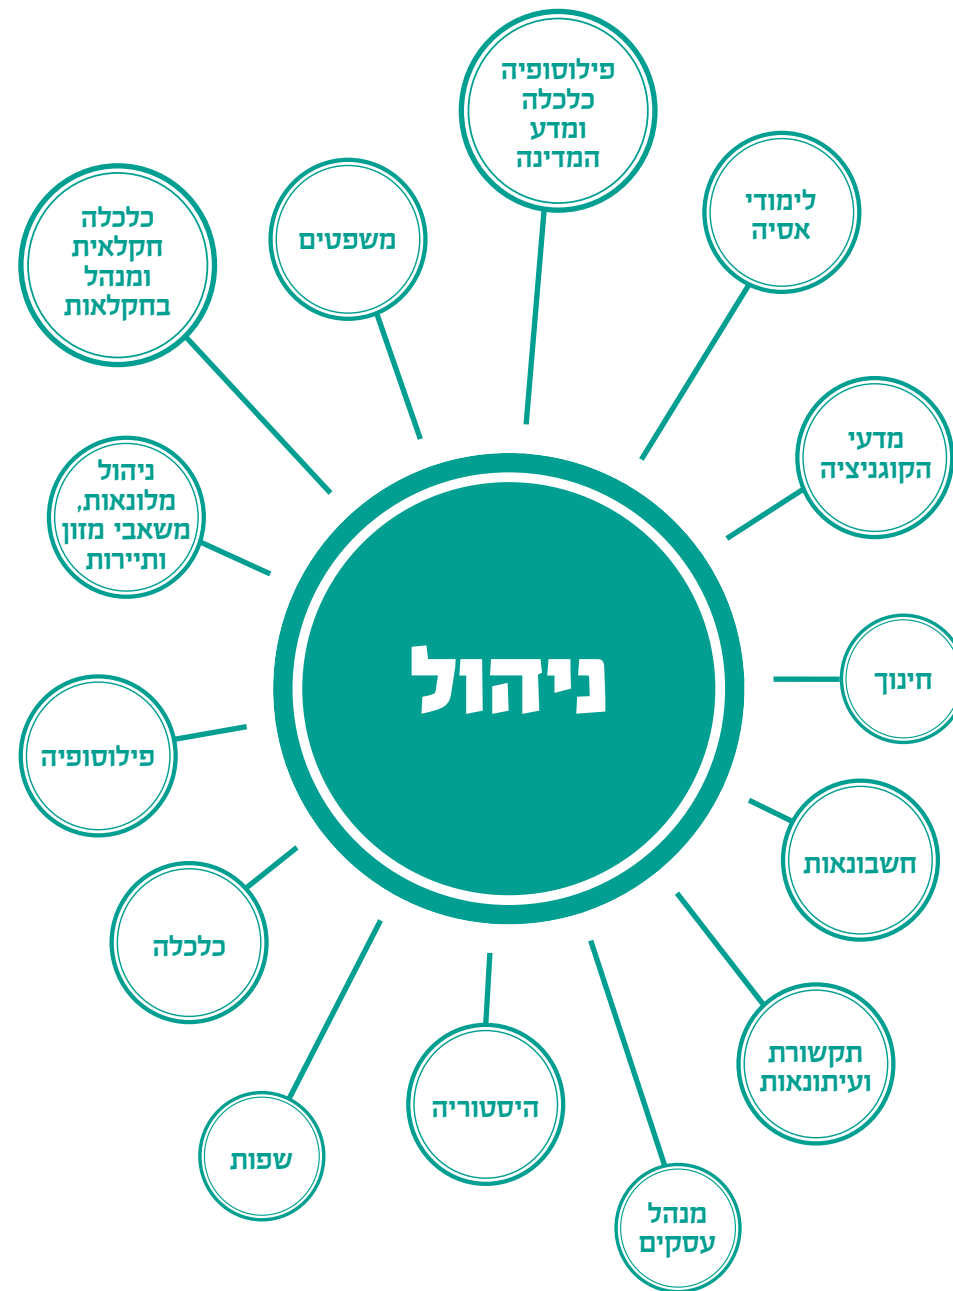 פילוסופיה
כלכלה
ומדע
המדינה
לימודי
אסיה
משפטים
כלכלה
חקלאית
ומנהל
בחקלאות
מדעי
הקוגניציה
ניהול
מלונאות,
משאבי מזון
ותיירות
ניהול
חינוך
פילוסופיה
חשבונאות
כלכלה
תקשורת
ועיתונאות
היסטוריה
שפות
מנהל
עסקים